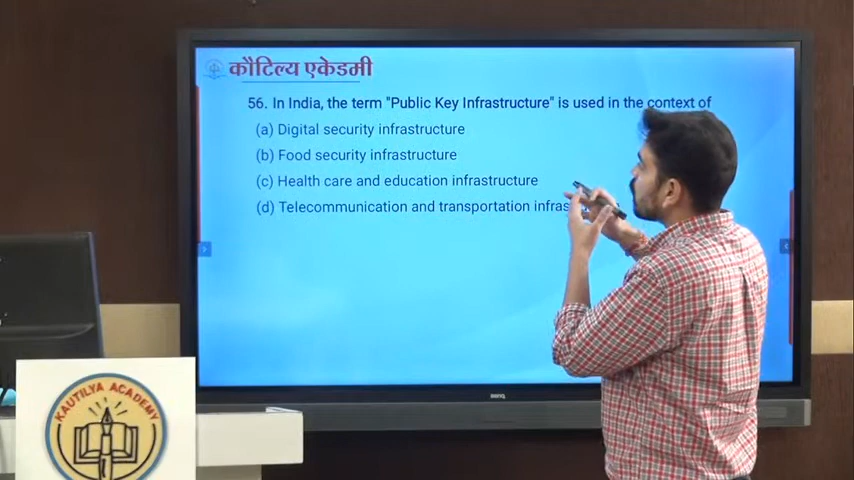 कौटिल्य एकेडमी
56. In India, the term "Public Key Infrastructure" is used in the context of
(a) Digital security infrastructure
(b) Food security infrastructure
(c) Health care and education infrastructure
(d) Telecommunication and transportation
BenQ
KAUTILYA ACADEMY